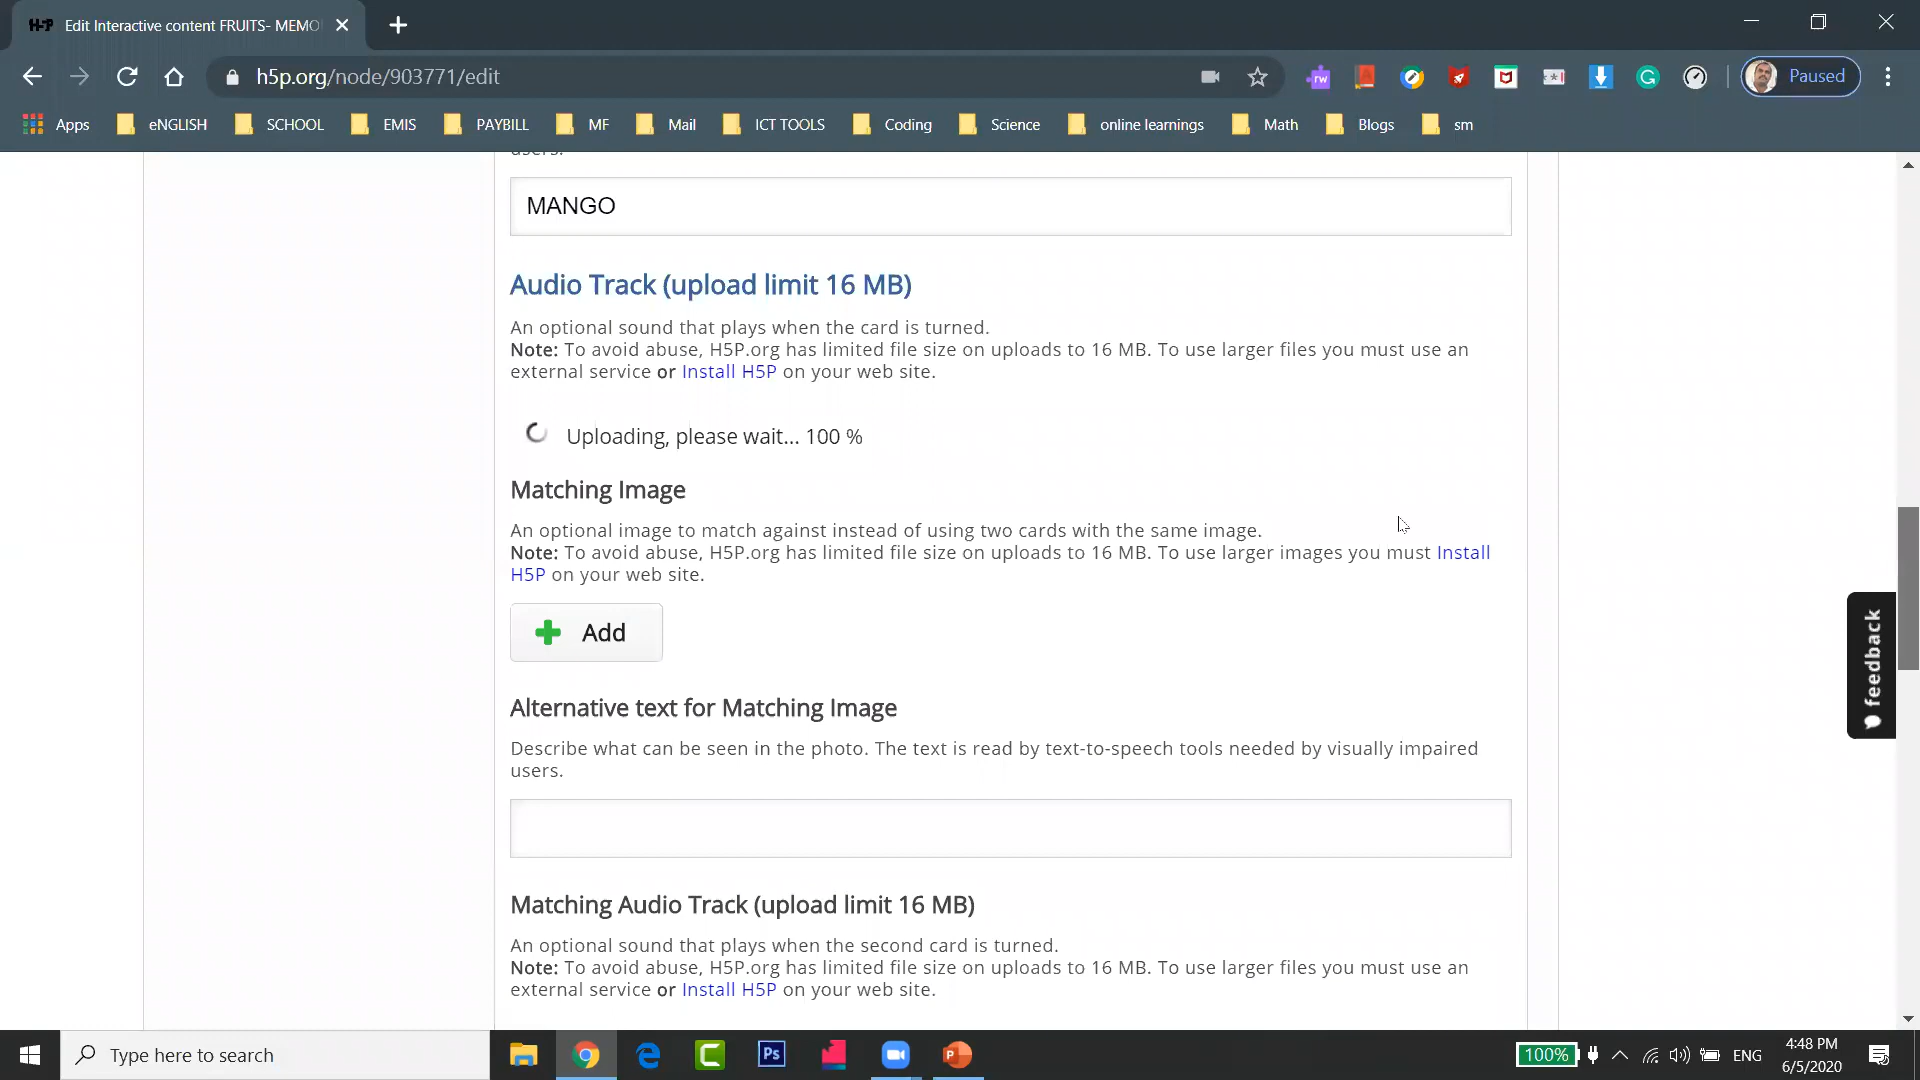 H-P Edit Interactive content FRUITS- MEMO
h5p.org/node/903771/edit
rw
Paused
Apps eNGLISH SCHOOL EMIS PAYBILL MF Mail ICT TOOLS Coding Science online learnings Math Blogs sm
users.
MANGO
Audio Track (upload limit 16 MB)
An optional sound that plays when the card is turned.
Note: To avoid abuse, H5P.org has limited file size on uploads to 16 MB. To use larger files you must use an
external service or Install H5P on your web site.
Uploading, please wait... 100 %
Matching Image
An optional image to match against instead of using two cards with the same image.
Note: To avoid abuse, H5P.org has limited file size on uploads to 16 MB. To use larger images you must Install
H5P on your web site.
Add
Alternative text for Matching Image
Describe what can be seen in the photo. The text is read by text-to-speech tools needed by visually impaired
users.
feedback
Matching Audio Track (upload limit 16 MB)
An optional sound that plays when the second card is turned.
Note: To avoid abuse, H5P.org has limited file size on uploads to 16 MB. To use larger files you must use an
external service or Install H5P on your web site.
Type here to search
Ps
100%
ENG
4:48 PM
6/5/2020